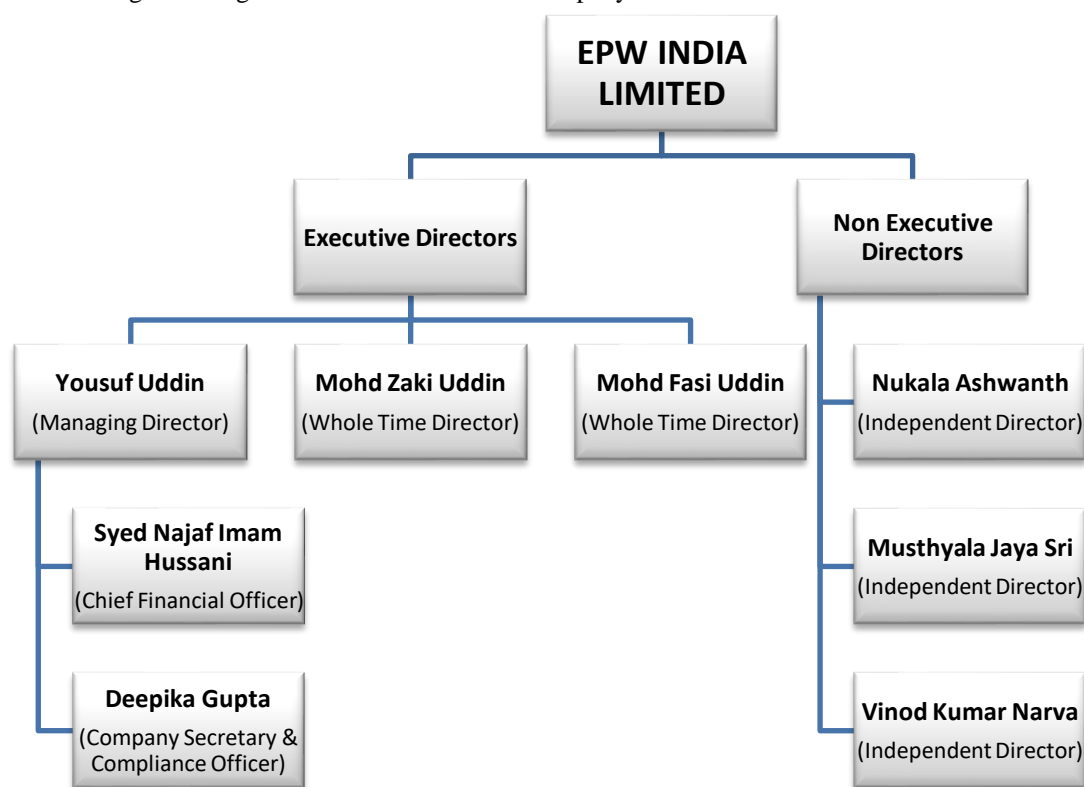 EPW INDIA
LIMITED
Executive Directors
Non Executive
Directors
Yousuf Uddin
(Managing Director)
Mohd Zaki Uddin
(Whole Time Director)
Mohd Fasi Uddin
(Whole Time Director)
Nukala Ashwanth
(Independent Director)
Syed Najaf Imam
Hussani
(Chief Financial Officer)
Musthyala Jaya Sri
(Independent Director)
Deepika Gupta
(Company Secretary &
Compliance Officer)
Vinod Kumar Narva
(Independent Director)